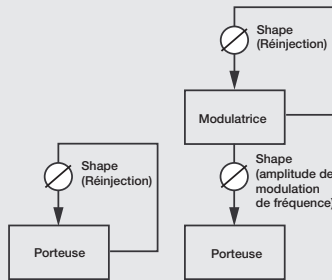 Shape
(Réinjection)
Porteuse
Shape
(Réinjection)
Modulatrice
Shape
(amplitude de
modulation
de fréquence)
Porteuse